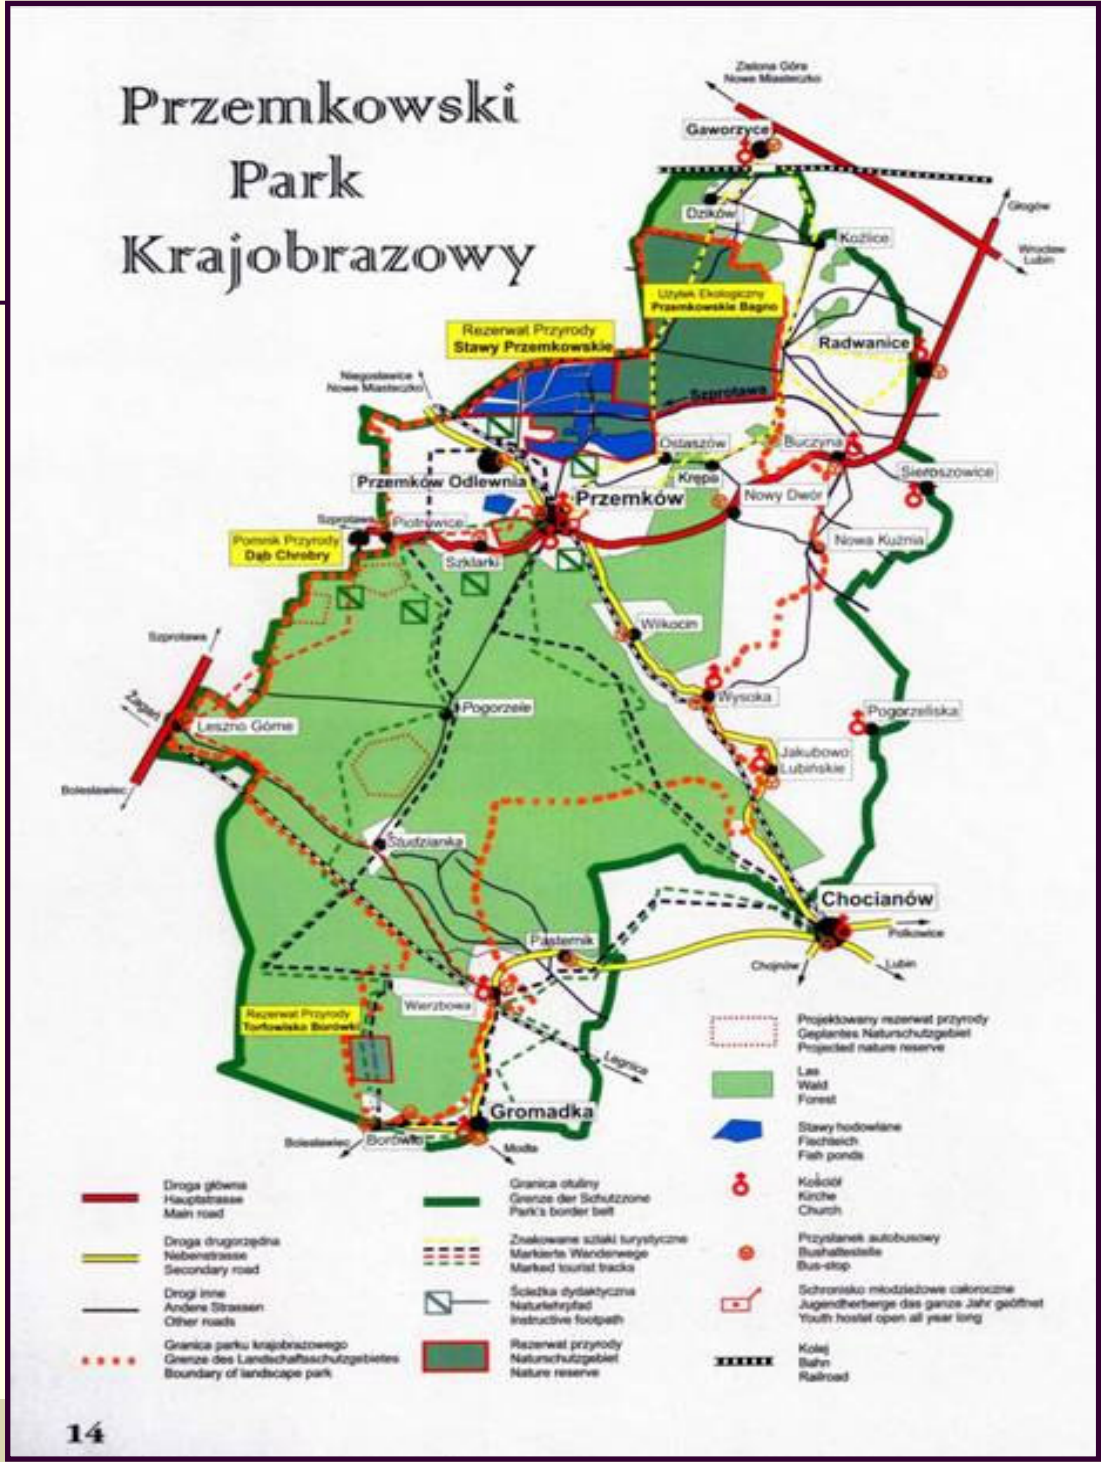 Przemkowski
Park
Krajobrazowy
Zielona Góra
Nowe Miasteczko
Gaworzyce
Dzików
Głogów
Koźlice
Wrocław
Lubin
Użytek Ekologiczny
Przemkowskie Bagno
Rezerwat Przyrody
Stawy Przemkowskie
Radwanice
Niegosławice
Nowe Miasteczko
Szprotawa
Ostaszów
Buczyna
Krępa
Sieroszowice
Przemków Odlewnia
Przemków
Nowy Dwór
Szprotawa
Piotrowice
Pomnik Przyrody
Dąb Chrobry
Szklarki
Nowa Kuźnia
Wilkocin
Szprotawa
Żagań
Leszno Górne
Pogorzele
Wysoka
Pogorzeliska
Jakubowo
Lubińskie
Bolesławiec
Studzianka
Chocianów
Polkowice
Pasternik
Chojnów
Lubin
Wierzbowa
Rezerwat Przyrody
Torfowisko Borówki
Legnica
Gromadka
Bolesławiec
Borówki
Modła
Projektowany rezerwat przyrody
Geplantes Naturschutzgebiet
Projected nature reserve
Las
Wald
Forest
Stawy hodowlane
Fischteich
Fish ponds
Droga główna
Hauptstrasse
Main road
Granica otuliny
Grenze der Schutzzone
Park's border belt
Kościół
Kirche
Church
Droga drugorzędna
Nebenstrasse
Secondary road
Znakowane szlaki turystyczne
Markierte Wanderwege
Marked tourist tracks
Przystanek autobusowy
Bushaltestelle
Bus-stop
Drogi inne
Andere Strassen
Other roads
Ścieżka dydaktyczna
Naturlehrpfad
Instructive footpath
Schronisko młodzieżowe całoroczne
Jugendherberge das ganze Jahr geöffnet
Youth hostel open all year long
Granica parku krajobrazowego
Grenze des Landschaftsschutzgebietes
Boundary of landscape park
Rezerwat przyrody
Naturschutzgebiet
Nature reserve
Kolej
Bahn
Railroad
14